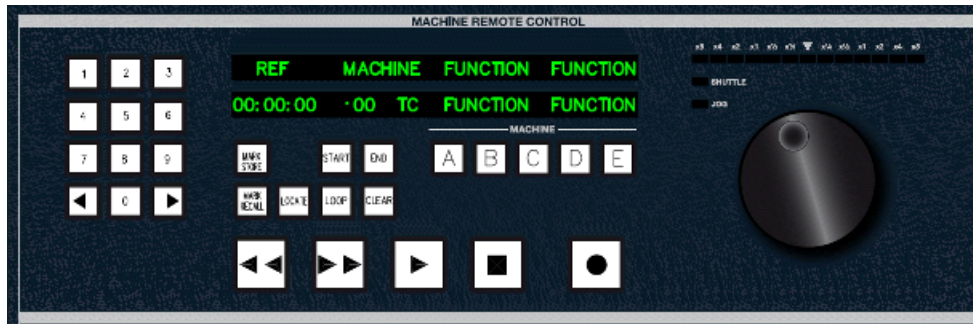 MACHINE REMOTE CONTROL
REF MACHINE FUNCTION FUNCTION
00:00:00 ·00 TC FUNCTION FUNCTION
MACHINE
A B C D E
1 2 3
4 5 6
7 8 9
0
MARK STORE
START END
MARK RECALL
LOCATE LOOP CLEAR
SHUTTLE
JOG